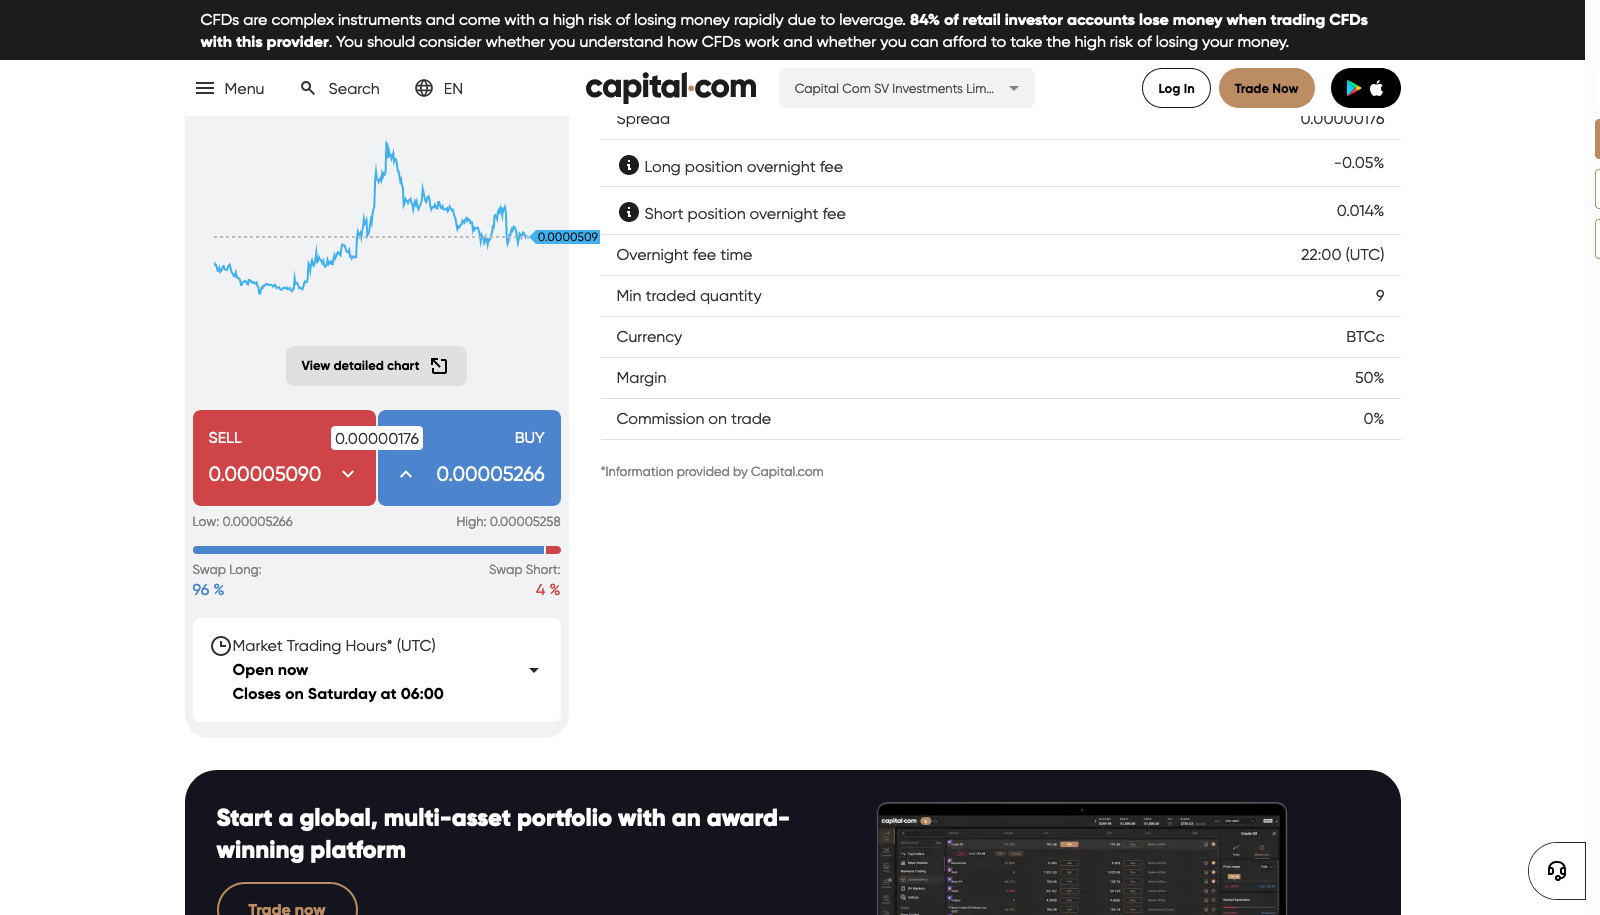 CFDs are complex instruments and come with a high risk of losing money rapidly due to leverage. 84% of retail investor accounts lose money when trading CFDs
with this provider. You should consider whether you understand how CFDs work and whether you can afford to take the high risk of losing your money.
Menu Search EN capital.com Capital Com SV Investments Lim... Log In Trade Now
Spread 0.00000176
Long position overnight fee -0.05%
Short position overnight fee 0.014%
Overnight fee time 22:00 (UTC)
Min traded quantity 9
Currency BTCc
Margin 50%
Commission on trade 0%
*Information provided by Capital.com
0.0000509
View detailed chart
SELL 0.00000176 BUY
0.00005090 0.00005266
Low: 0.00005266 High: 0.00005258
Swap Long: Swap Short:
96 % 4 %
Market Trading Hours* (UTC)
Open now
Closes on Saturday at 06:00
Start a global, multi-asset portfolio with an award-
winning platform
Trade now
capital.com